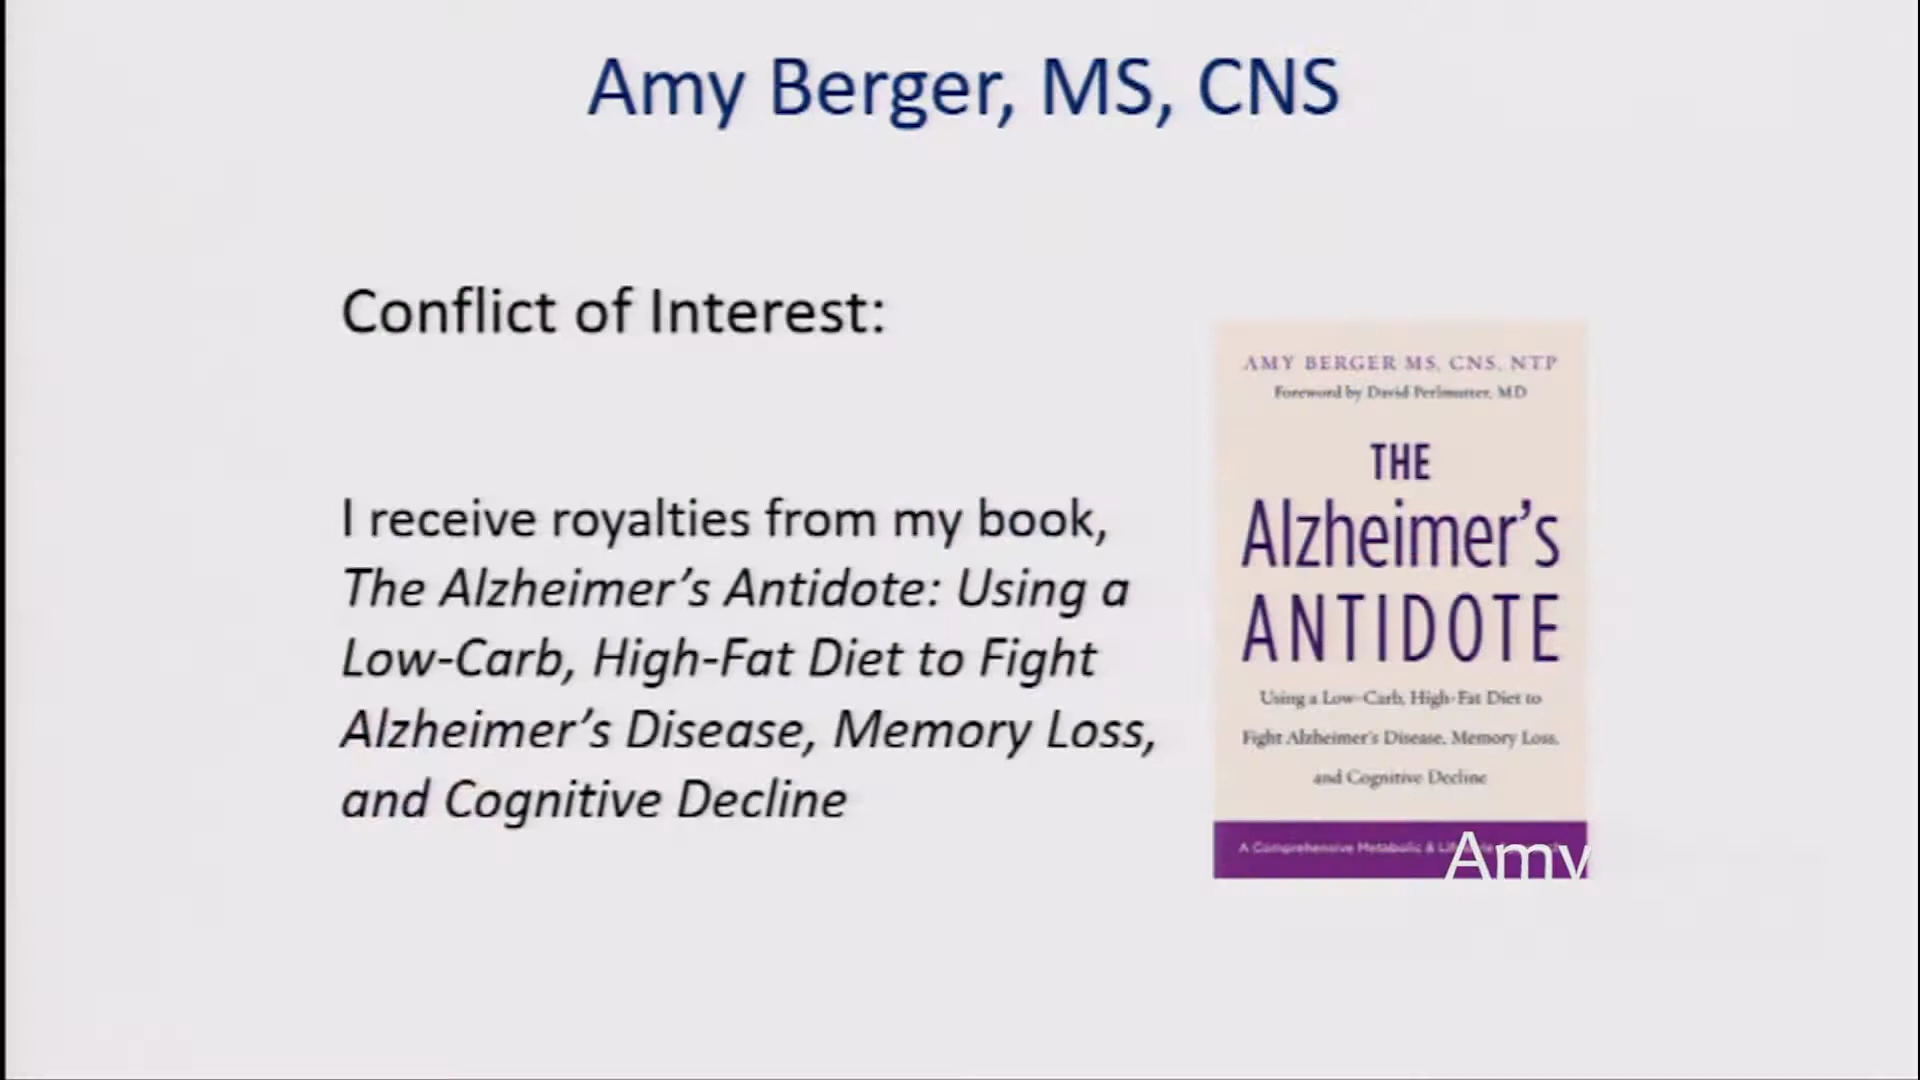 Amy Berger, MS, CNS
Conflict of Interest:
I receive royalties from my book,
The Alzheimer's Antidote: Using a
Low-Carb, High-Fat Diet to Fight
Alzheimer's Disease, Memory Loss,
and Cognitive Decline
AMY BERGER MS, CNS, NTP
Foreword by David Perlmutter, MD
THE
Alzheimer's
ANTIDOTE
Using a Low-Carb, High-Fat Diet to
Fight Alzheimer's Disease, Memory Loss,
and Cognitive Decline
A Comprehensive Metabolic &
Amy